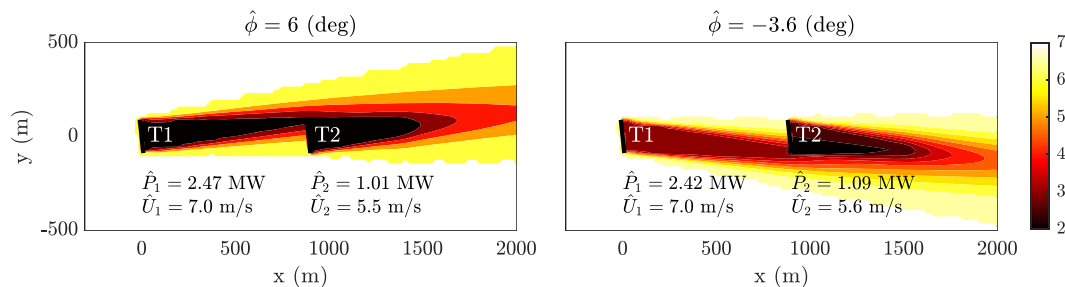 ϕ̂ = 6 (deg)
ϕ̂ = −3.6 (deg)
500
0
-500
y (m)
T1
T2
P̂₁ = 2.47 MW
Û₁ = 7.0 m/s
P̂₂ = 1.01 MW
Û₂ = 5.5 m/s
0
500
1000
1500
2000
x (m)
T1
T2
P̂₁ = 2.42 MW
Û₁ = 7.0 m/s
P̂₂ = 1.09 MW
Û₂ = 5.6 m/s
0
500
1000
1500
2000
x (m)
7
6
5
4
3
2